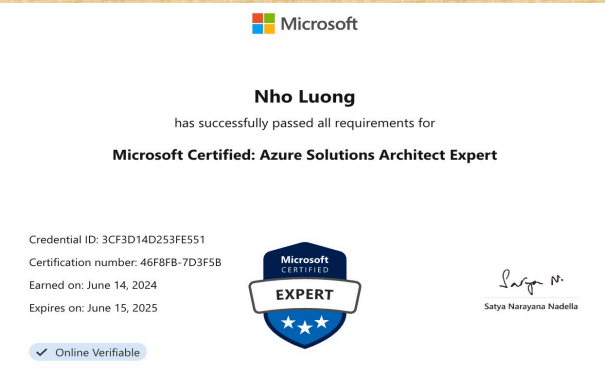 Microsoft
Nho Luong
has successfully passed all requirements for
Microsoft Certified: Azure Solutions Architect Expert
Credential ID: 3CF3D14D253FE551
Certification number: 46F8FB-7D3F5B
Earned on: June 14, 2024
Expires on: June 15, 2025
Online Verifiable
Microsoft
CERTIFIED
EXPERT
Satya N.
Satya Narayana Nadella